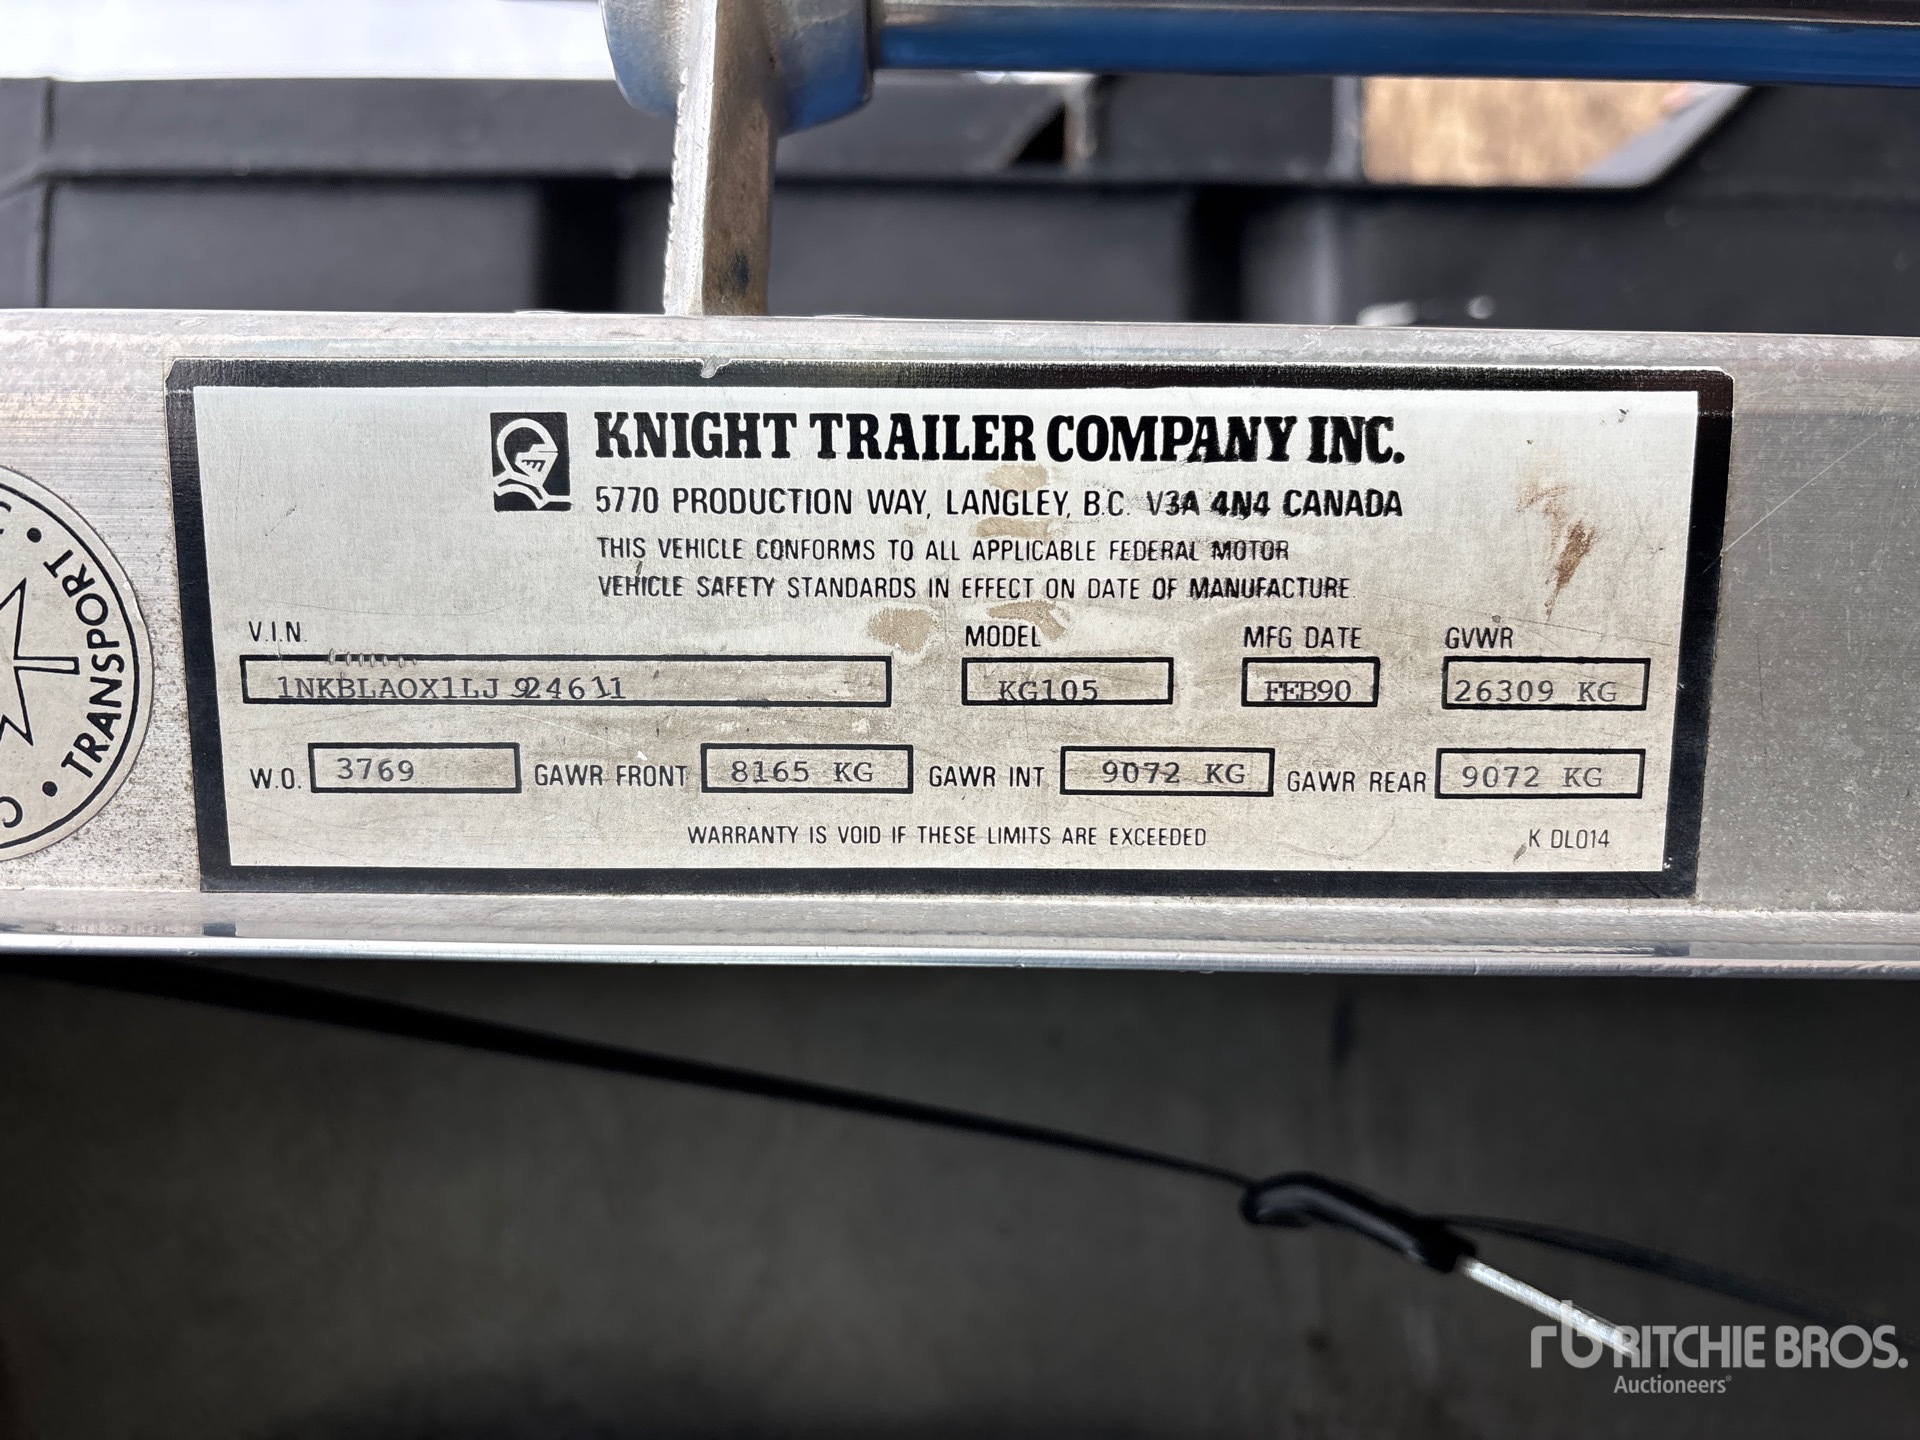 KNIGHT TRAILER COMPANY INC.
5770 PRODUCTION WAY, LANGLEY, B.C. V3A 4N4 CANADA
THIS VEHICLE CONFORMS TO ALL APPLICABLE FEDERAL MOTOR
VEHICLE SAFETY STANDARDS IN EFFECT ON DATE OF MANUFACTURE
V.I.N. MODEL MFG DATE GVWR
1NKBLAOX1LJ 924611 KG105 FEB90 26309 KG
W.O. 3769 GAWR FRONT 8165 KG GAWR INT 9072 KG GAWR REAR 9072 KG
WARRANTY IS VOID IF THESE LIMITS ARE EXCEEDED K DL014
• TRANSPORT •
rb RITCHIE BROS.
Auctioneers